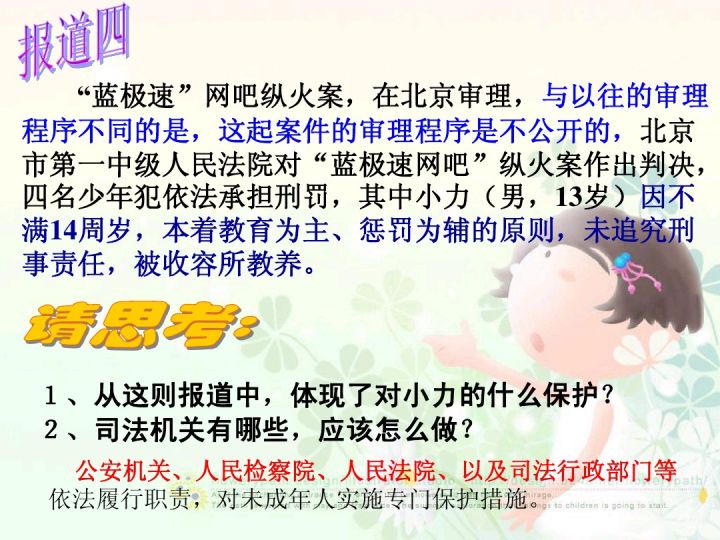 报道四
“蓝极速”网吧纵火案，在北京审理，与以往的审理
程序不同的是，这起案件的审理程序是不公开的，北京
市第一中级人民法院对“蓝极速网吧”纵火案作出判决，
四名少年犯依法承担刑罚，其中小力（男，13岁）因不
满14周岁，本着教育为主、惩罚为辅的原则，未追究刑
事责任，被收容所教养。
请思考：
１、从这则报道中，体现了对小力的什么保护？
２、司法机关有哪些，应该怎么做？
公安机关、人民检察院、人民法院、以及司法行政部门等
依法履行职责，对未成年人实施专门保护措施。